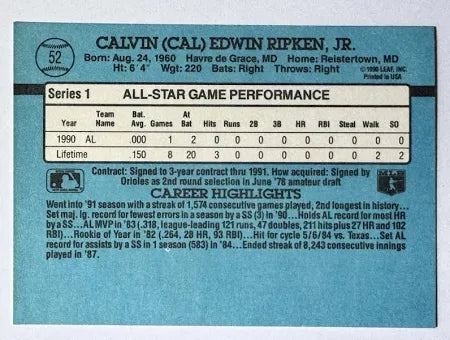 52
CALVIN (CAL) EDWIN RIPKEN, JR.
Born: Aug. 24, 1960 Havre de Grace, MD Home: Reistertown, MD
Ht: 6' 4" Wgt: 220 Bats: Right Throws: Right
©1990 LEAF, INC.
Printed in USA
Series 1 ALL-STAR GAME PERFORMANCE
Year Team Name Bat. Avg. Games At Bat Hits Runs 2B 3B HR RBI Steal Walk SO
1990 AL .000 1 2 0 0 0 0 0 0 0 0 0
Lifetime .150 8 20 3 0 0 0 0 0 0 2 2
Contract: Signed to 3-year contract thru 1991. How acquired: Signed by
Orioles as 2nd round selection in June '78 amateur draft
CAREER HIGHLIGHTS
Went into '91 season with a streak of 1,574 consecutive games played, 2nd longest in history...
Set maj. lg. record for fewest errors in a season by a SS (3) in '90...Holds AL record for most HR
by a SS...AL MVP in '83 (.318, league-leading 121 runs, 47 doubles, 211 hits plus 27 HR and 102
RBI)...Rookie of Year in '82 (.264, 28 HR, 93 RBI)...Hit for cycle 5/6/84 vs. Texas...Set AL
record for assists by a SS in 1 season (583) in '84...Ended streak of 8,243 consecutive innings
played in '87.